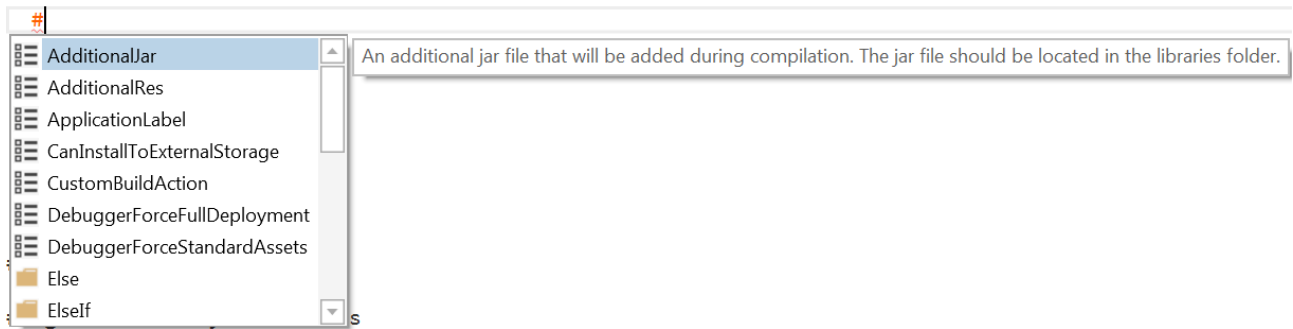 #
AdditionalJar
An additional jar file that will be added during compilation. The jar file should be located in the libraries folder.
AdditionalRes
ApplicationLabel
CanInstallToExternalStorage
CustomBuildAction
DebuggerForceFullDeployment
DebuggerForceStandardAssets
Else
ElseIf